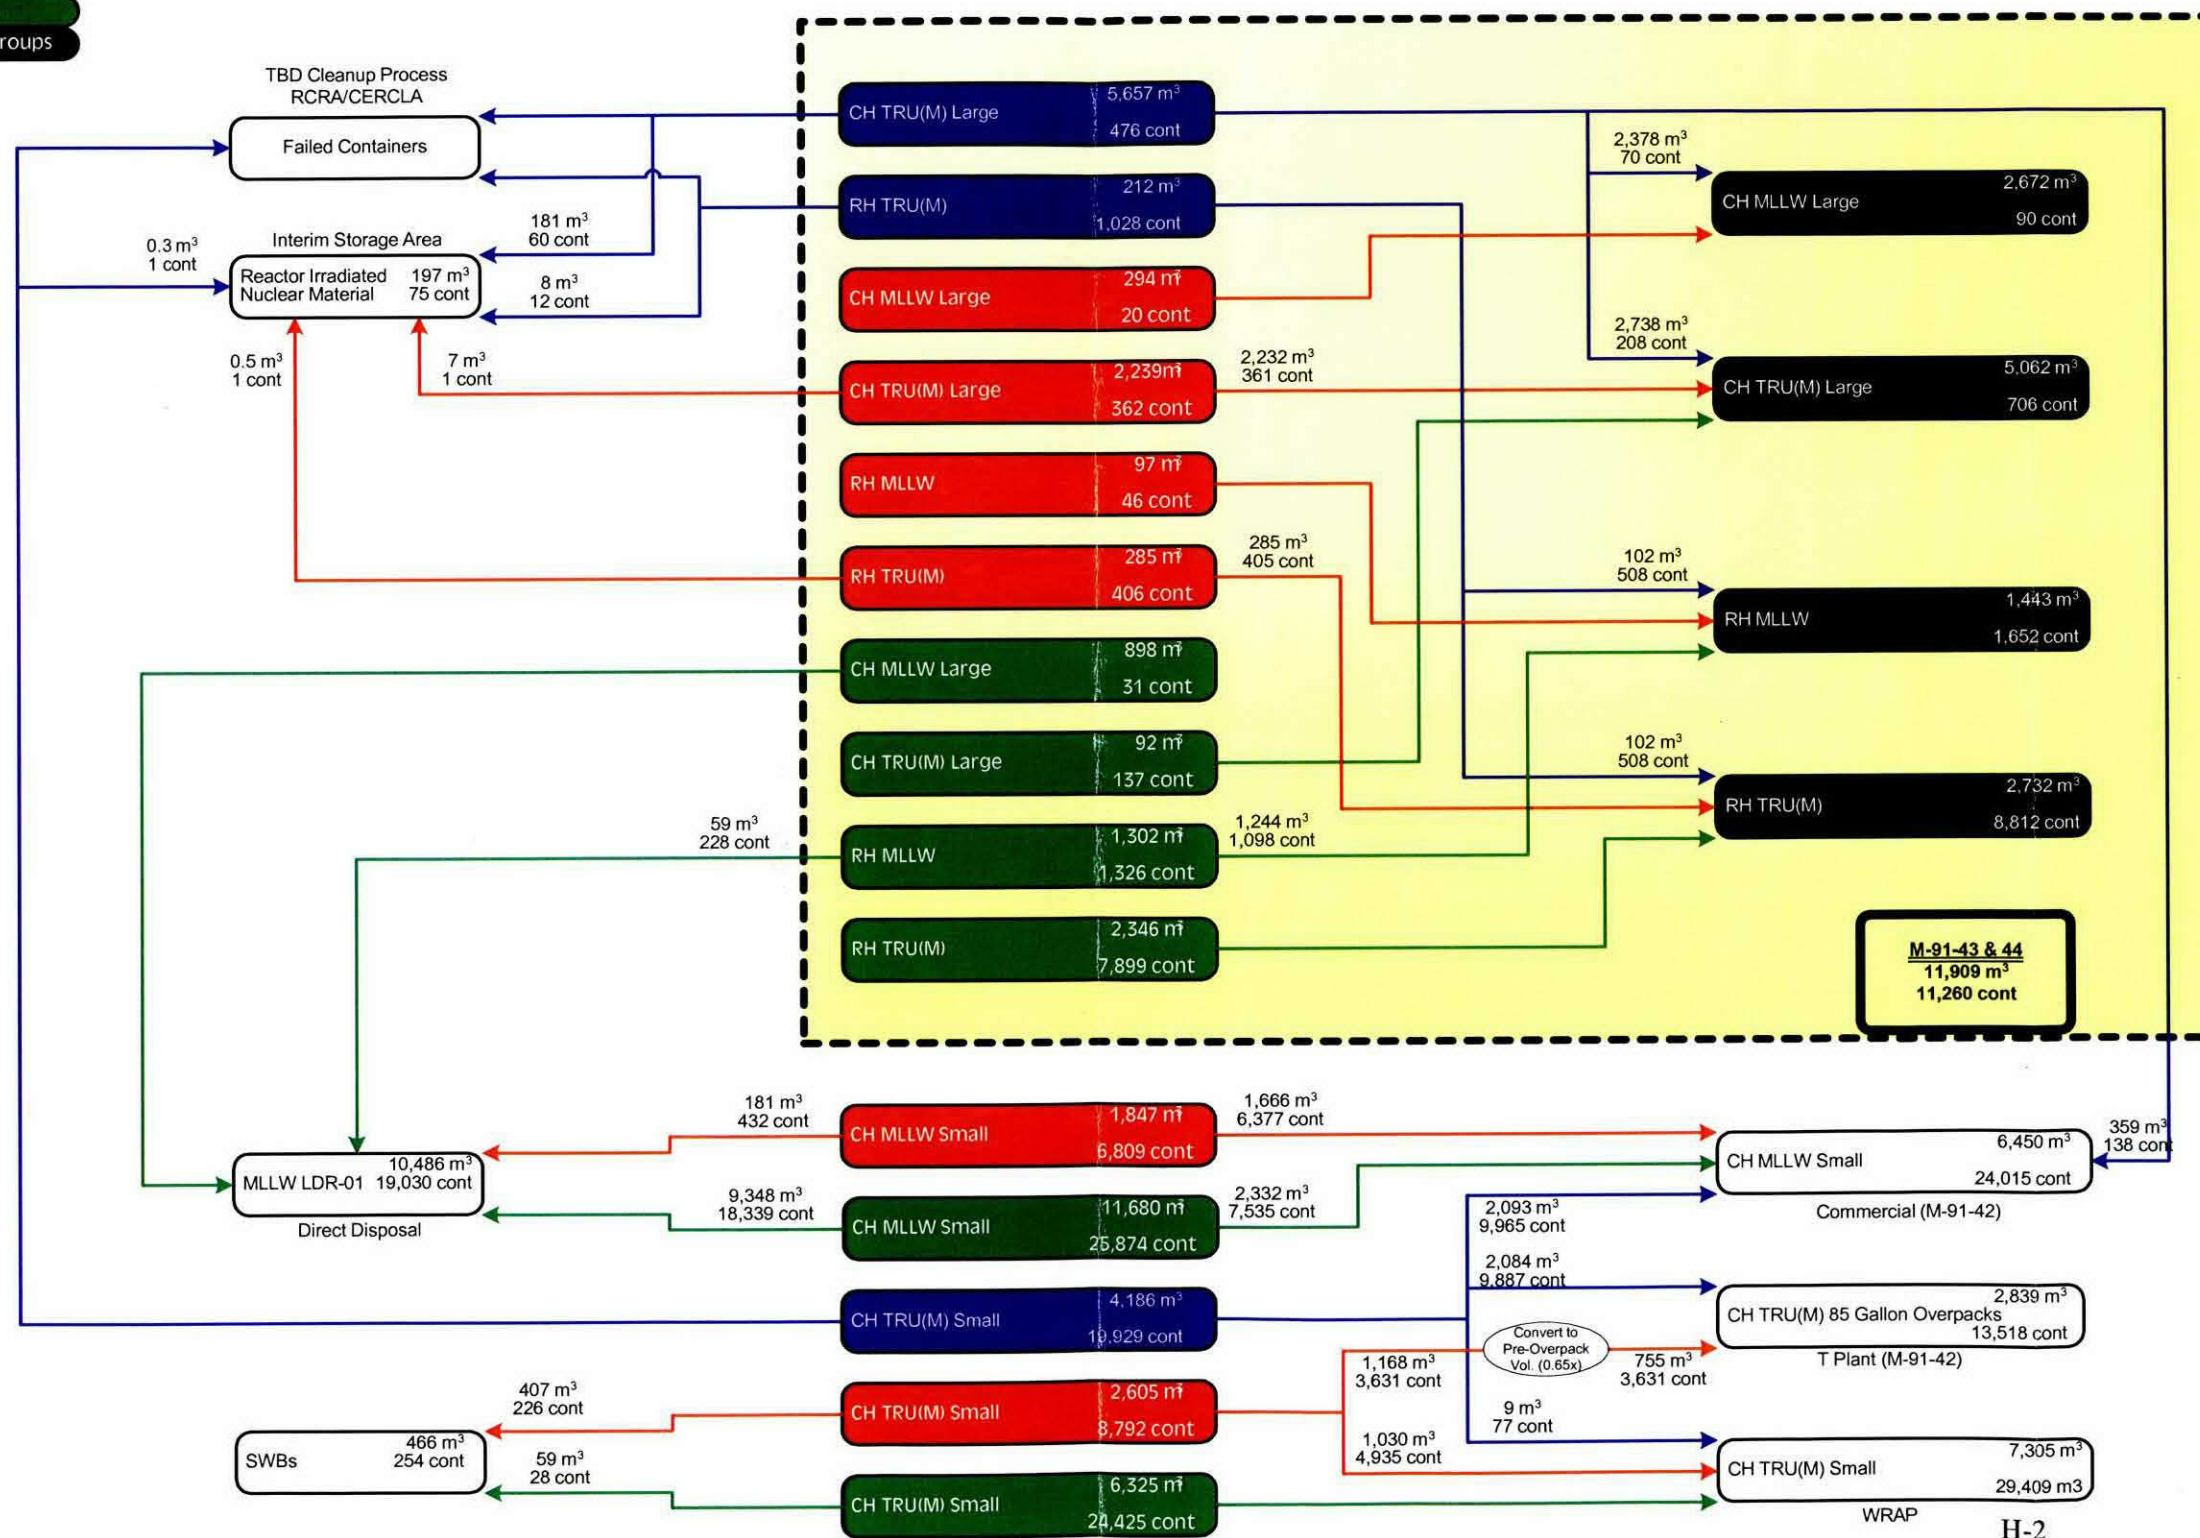 roups
TBD Cleanup Process
RCRA/CERCLA
Failed Containers
Interim Storage Area
Reactor Irradiated
Nuclear Material
197 m³
75 cont
0.3 m³
1 cont
181 m³
60 cont
8 m³
12 cont
0.5 m³
1 cont
7 m³
1 cont
CH TRU(M) Large
5,657 m³
476 cont
RH TRU(M)
212 m³
1,028 cont
CH MLLW Large
294 m³
20 cont
CH TRU(M) Large
2,239m³
362 cont
2,232 m³
361 cont
RH MLLW
97 m³
46 cont
RH TRU(M)
285 m³
406 cont
285 m³
405 cont
CH MLLW Large
898 m³
31 cont
CH TRU(M) Large
92 m³
137 cont
59 m³
228 cont
RH MLLW
1,302 m³
1,326 cont
1,244 m³
1,098 cont
RH TRU(M)
2,346 m³
7,899 cont
2,378 m³
70 cont
CH MLLW Large
2,672 m³
90 cont
2,738 m³
208 cont
CH TRU(M) Large
5,062 m³
706 cont
102 m³
508 cont
RH MLLW
1,443 m³
1,652 cont
102 m³
508 cont
RH TRU(M)
2,732 m³
8,812 cont
M-91-43 & 44
11,909 m³
11,260 cont
181 m³
432 cont
CH MLLW Small
1,847 m³
6,809 cont
1,666 m³
6,377 cont
MLLW LDR-01
10,486 m³
19,030 cont
Direct Disposal
9,348 m³
18,339 cont
CH MLLW Small
11,680 m³
25,874 cont
2,332 m³
7,535 cont
CH MLLW Small
6,450 m³
24,015 cont
Commercial (M-91-42)
359 m³
138 cont
2,093 m³
9,965 cont
2,084 m³
9,887 cont
CH TRU(M) Small
4,186 m³
19,929 cont
CH TRU(M) 85 Gallon Overpacks
2,839 m³
13,518 cont
T Plant (M-91-42)
Convert to
Pre-Overpack
Vol. (0.65x)
1,168 m³
3,631 cont
755 m³
3,631 cont
407 m³
226 cont
CH TRU(M) Small
2,605 m³
8,792 cont
9 m³
77 cont
1,030 m³
4,935 cont
SWBs
466 m³
254 cont
59 m³
28 cont
CH TRU(M) Small
6,325 m³
24,425 cont
CH TRU(M) Small
7,305 m³
29,409 m3
WRAP
H-2